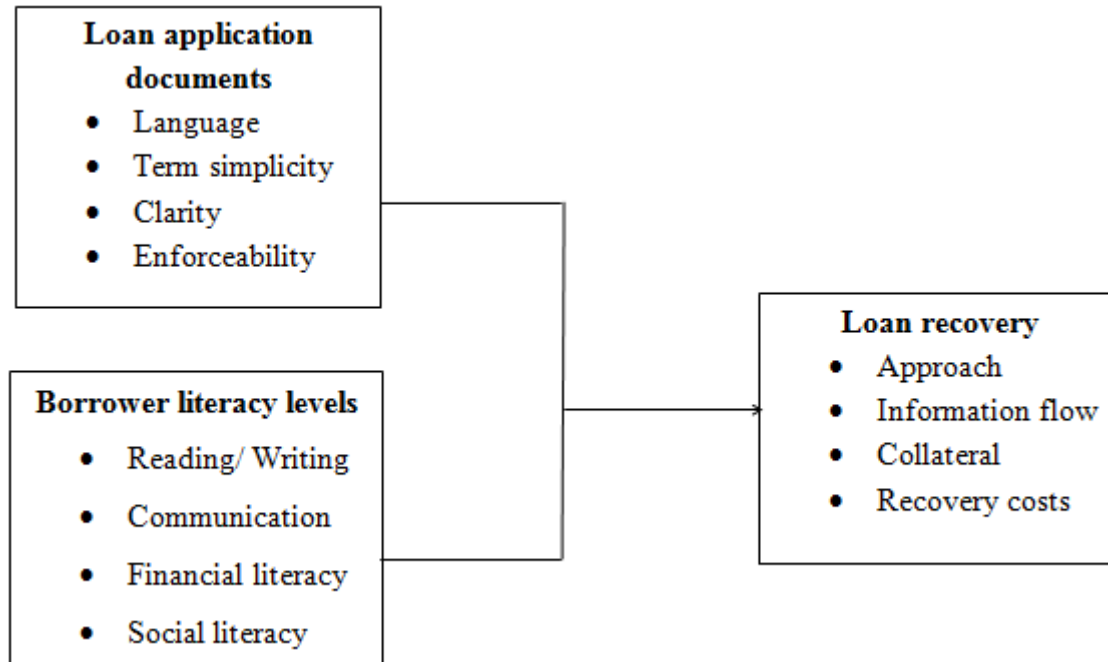 Loan application
documents
• Language
• Term simplicity
• Clarity
• Enforceability
Borrower literacy levels
• Reading/ Writing
• Communication
• Financial literacy
• Social literacy
Loan recovery
• Approach
• Information flow
• Collateral
• Recovery costs